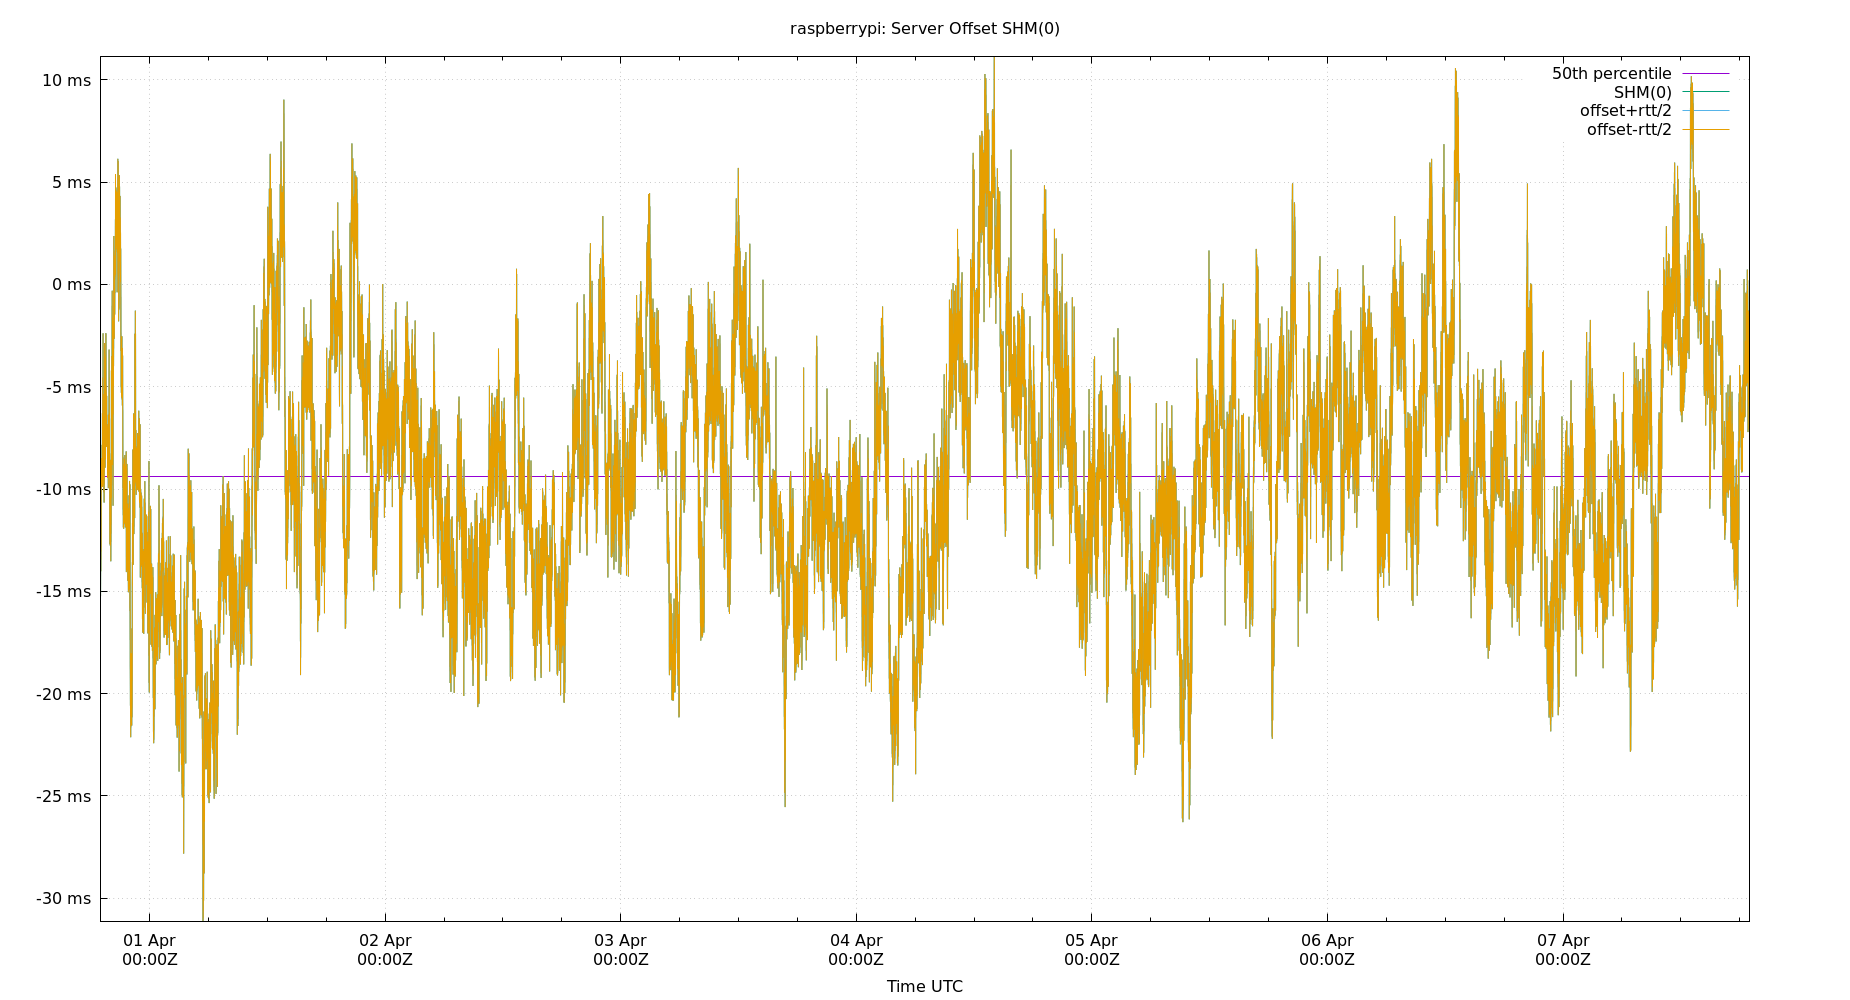 raspberrypi: Server Offset SHM(0)
10 ms
5 ms
0 ms
-5 ms
-10 ms
-15 ms
-20 ms
-25 ms
-30 ms
50th percentile
SHM(0)
offset+rtt/2
offset-rtt/2
01 Apr
00:00Z
02 Apr
00:00Z
03 Apr
00:00Z
04 Apr
00:00Z
05 Apr
00:00Z
06 Apr
00:00Z
07 Apr
00:00Z
Time UTC